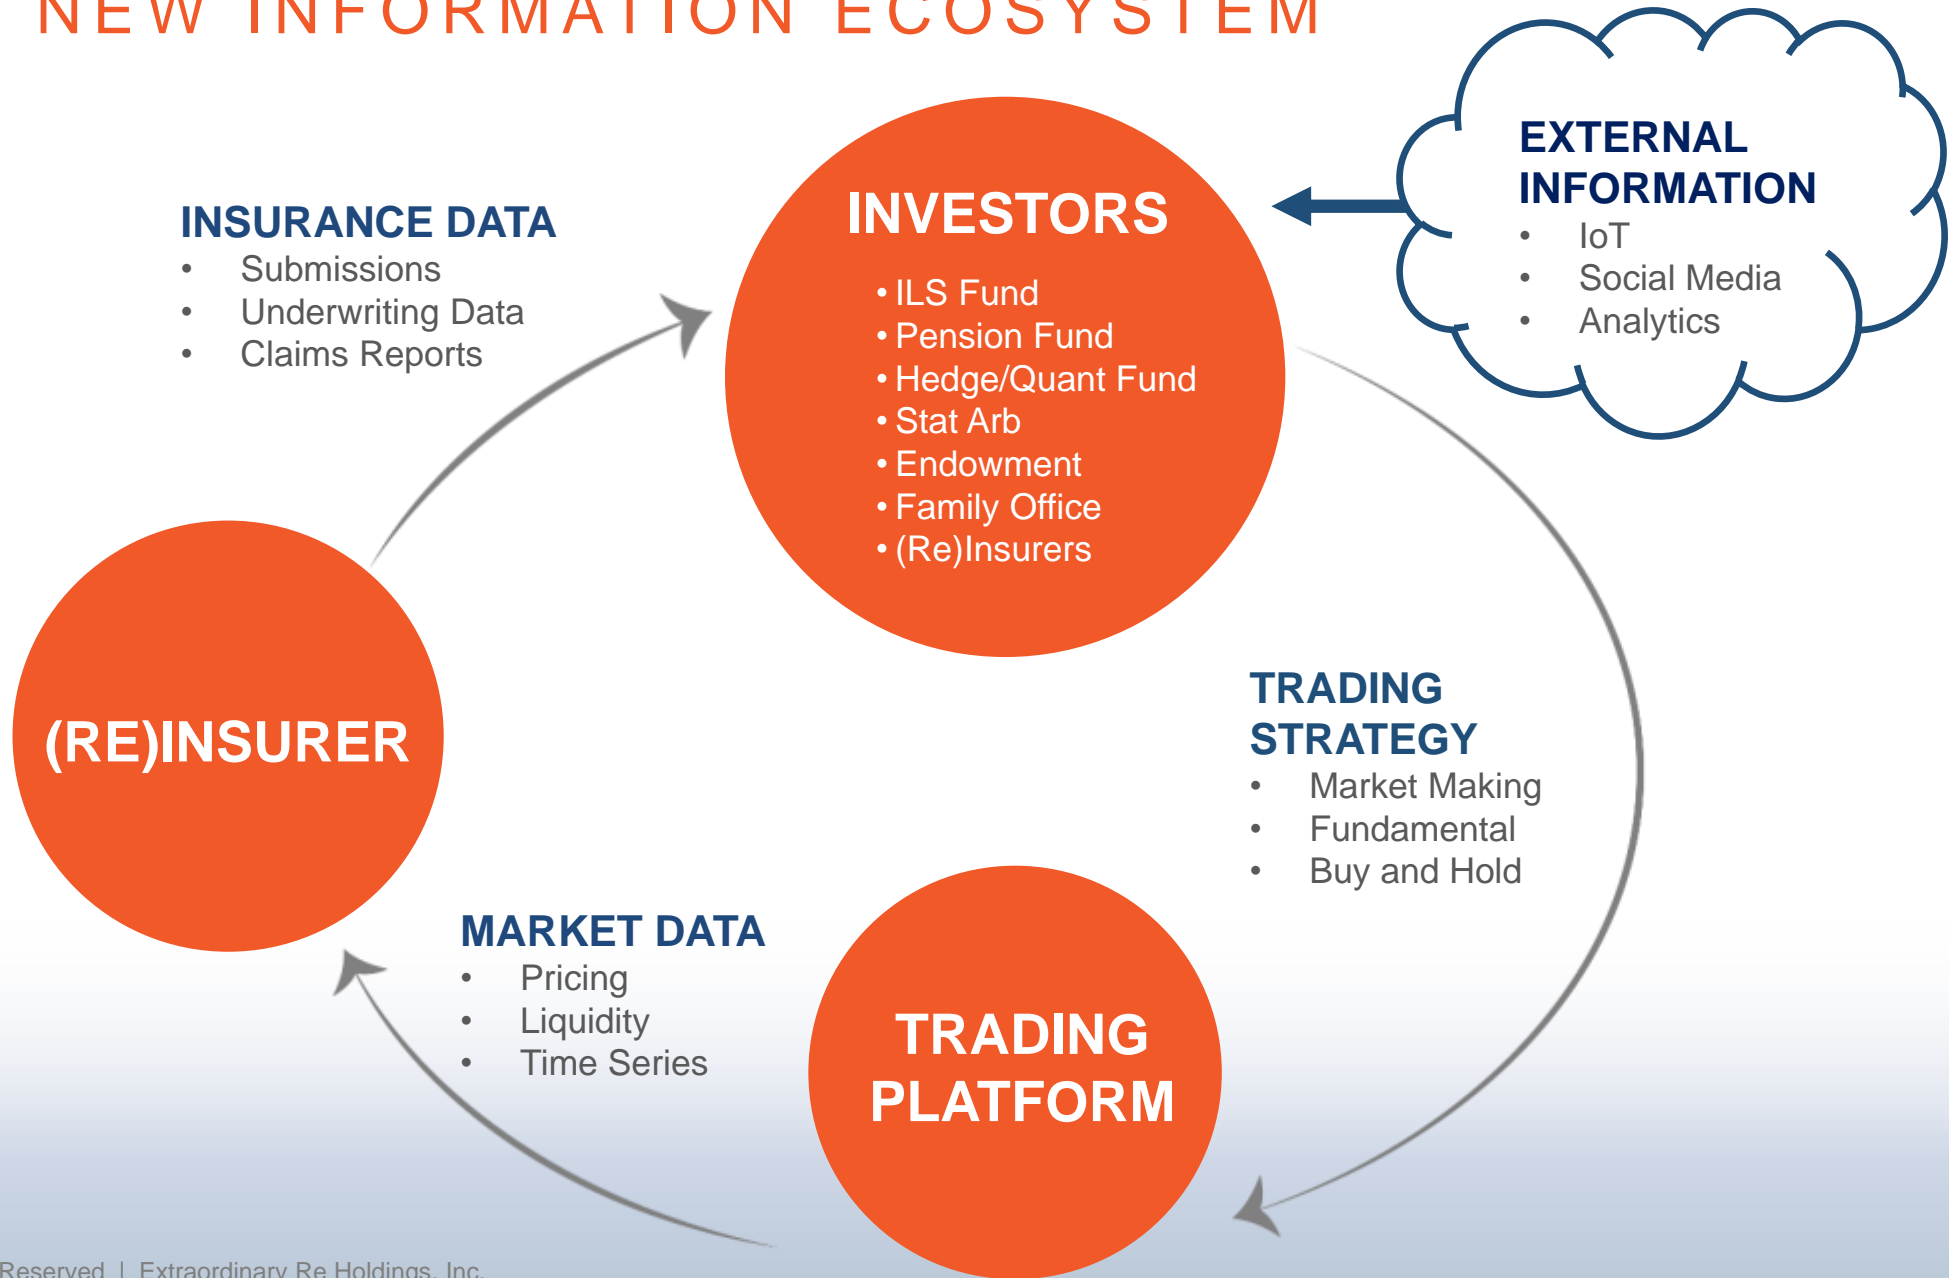 NEW INFORMATION ECOSYSTEM
EXTERNAL
INFORMATION
• IoT
• Social Media
• Analytics
INSURANCE DATA
• Submissions
• Underwriting Data
• Claims Reports
INVESTORS
• ILS Fund
• Pension Fund
• Hedge/Quant Fund
• Stat Arb
• Endowment
• Family Office
• (Re)Insurers
(RE)INSURER
TRADING
STRATEGY
• Market Making
• Fundamental
• Buy and Hold
MARKET DATA
• Pricing
• Liquidity
• Time Series
TRADING
PLATFORM
Reserved | Extraordinary Re Holdings, Inc.